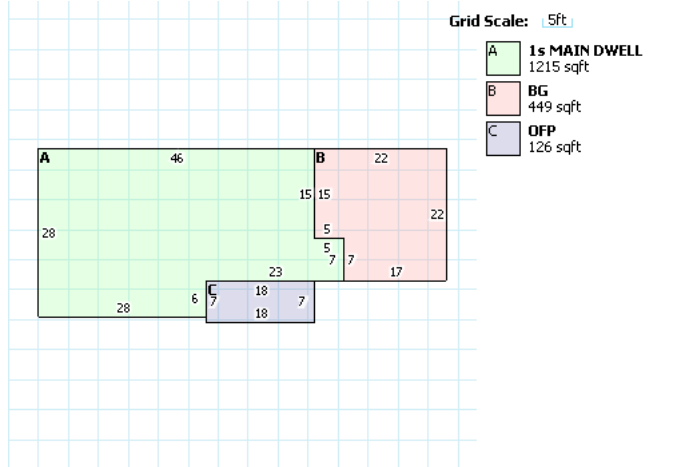 Grid Scale: 5ft
A 1s MAIN DWELL
1215 sqft
B BG
449 sqft
C OFP
126 sqft
A 46 B 22
15 15
22
28
5
5
7 7
23 17
C 18
6 7 7
28 18